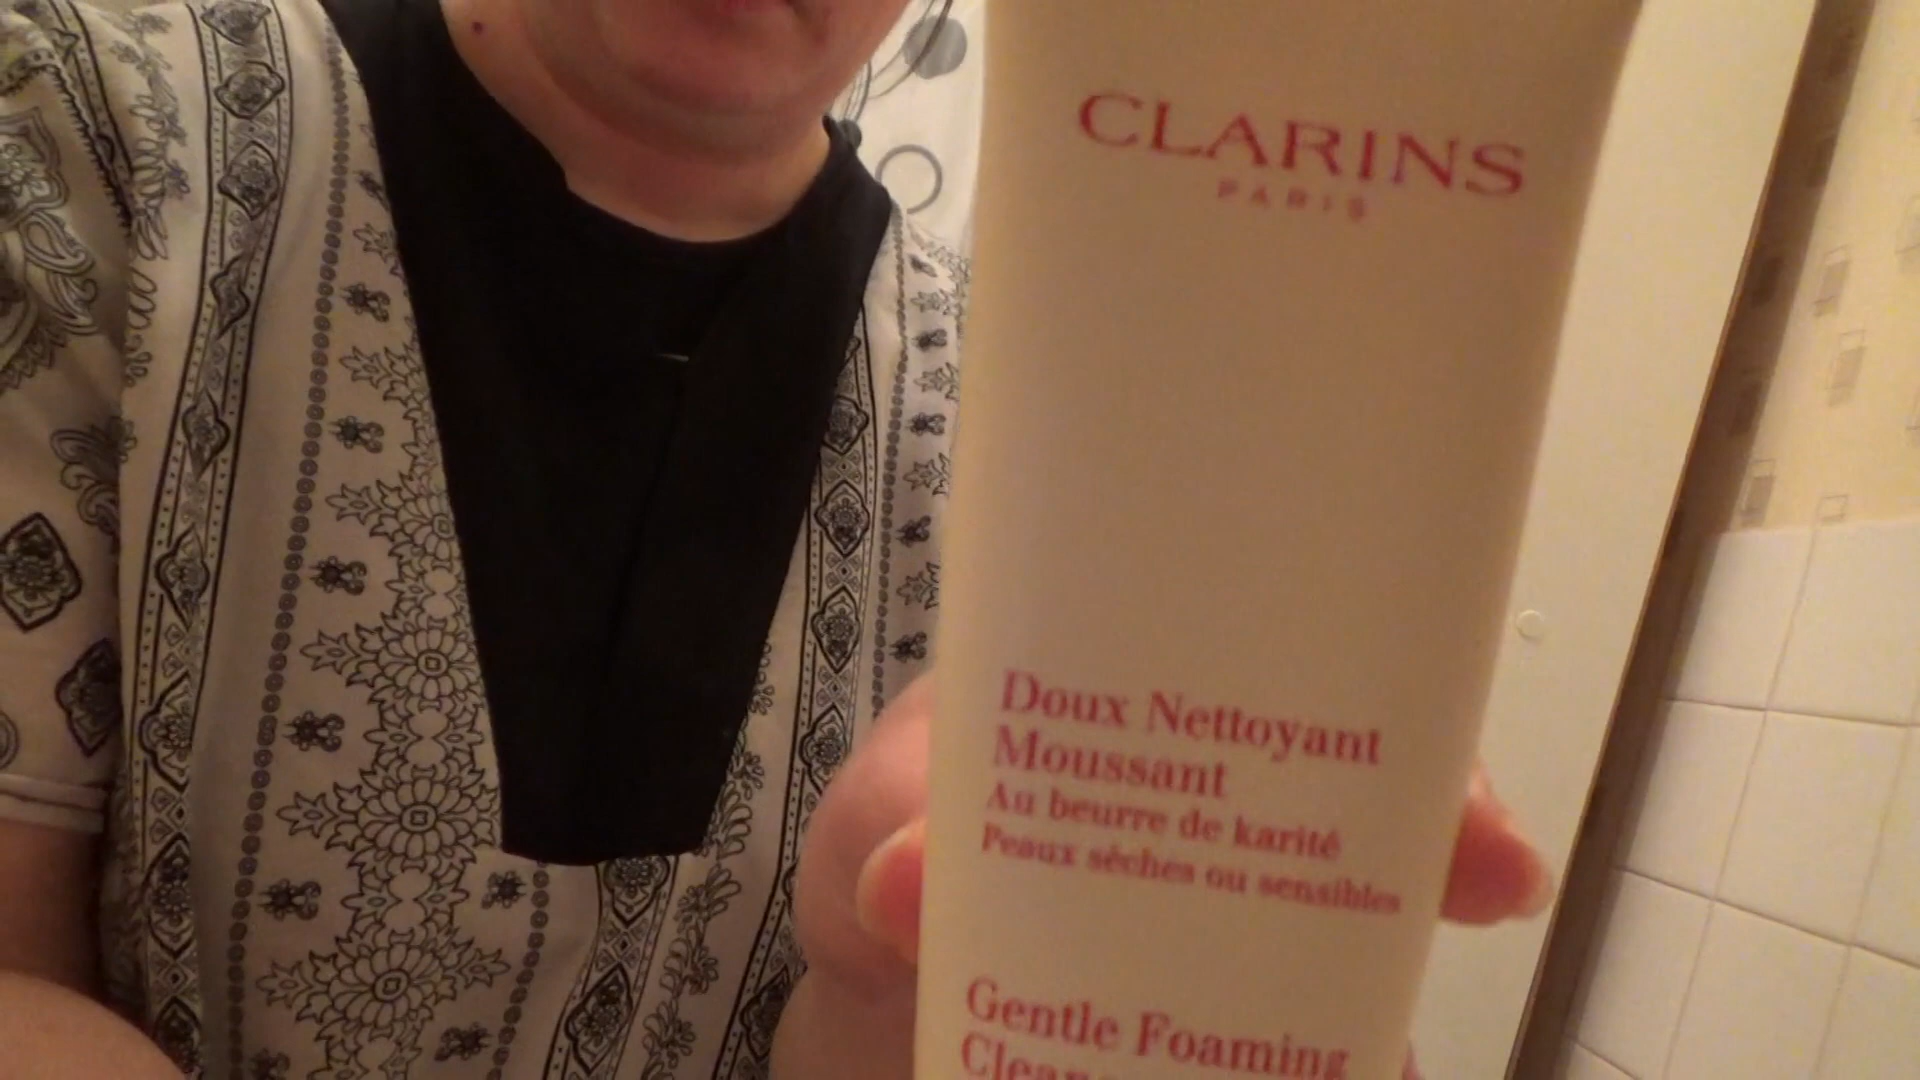 CLARINS
PARIS
Doux Nettoyant
Moussant
Au beurre de karité
Peaux sèches ou sensibles
Gentle Foaming